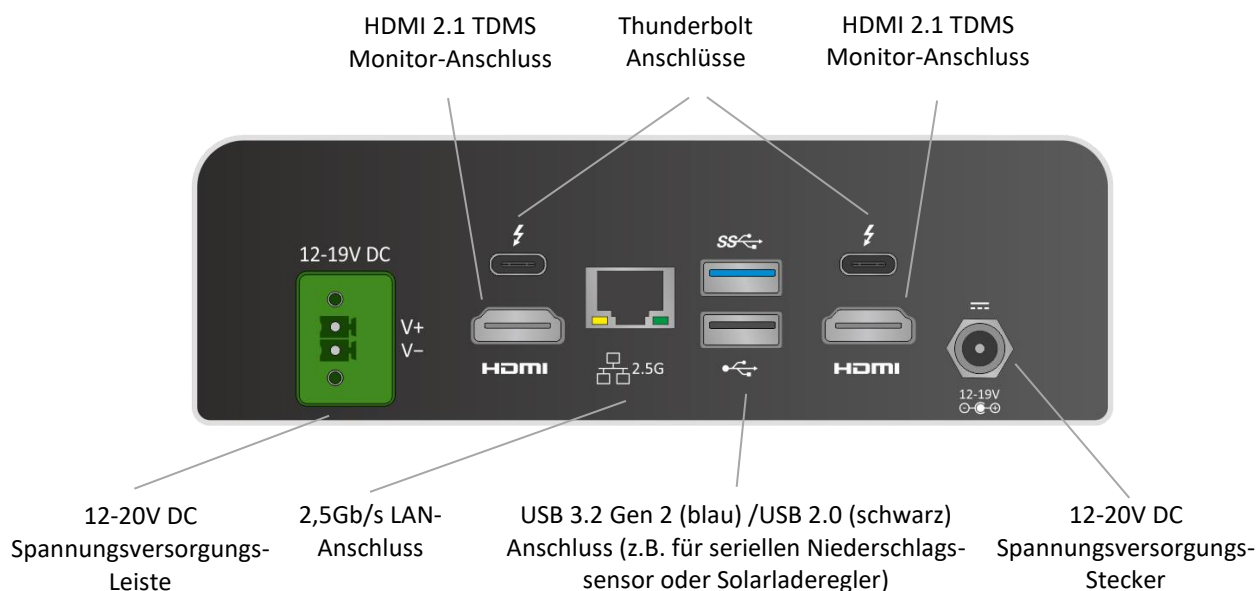 HDMI 2.1 TDMS
Monitor-Anschluss
Thunderbolt
Anschlüsse
HDMI 2.1 TDMS
Monitor-Anschluss
12-19V DC
V+
V−
HDMI
2.5G
SS
HDMI
12-19V
12-20V DC
Spannungsversorgungs-
Leiste
2,5Gb/s LAN-
Anschluss
USB 3.2 Gen 2 (blau) /USB 2.0 (schwarz)
Anschluss (z.B. für seriellen Niederschlags-
sensor oder Solarladeregler)
12-20V DC
Spannungsversorgungs-
Stecker